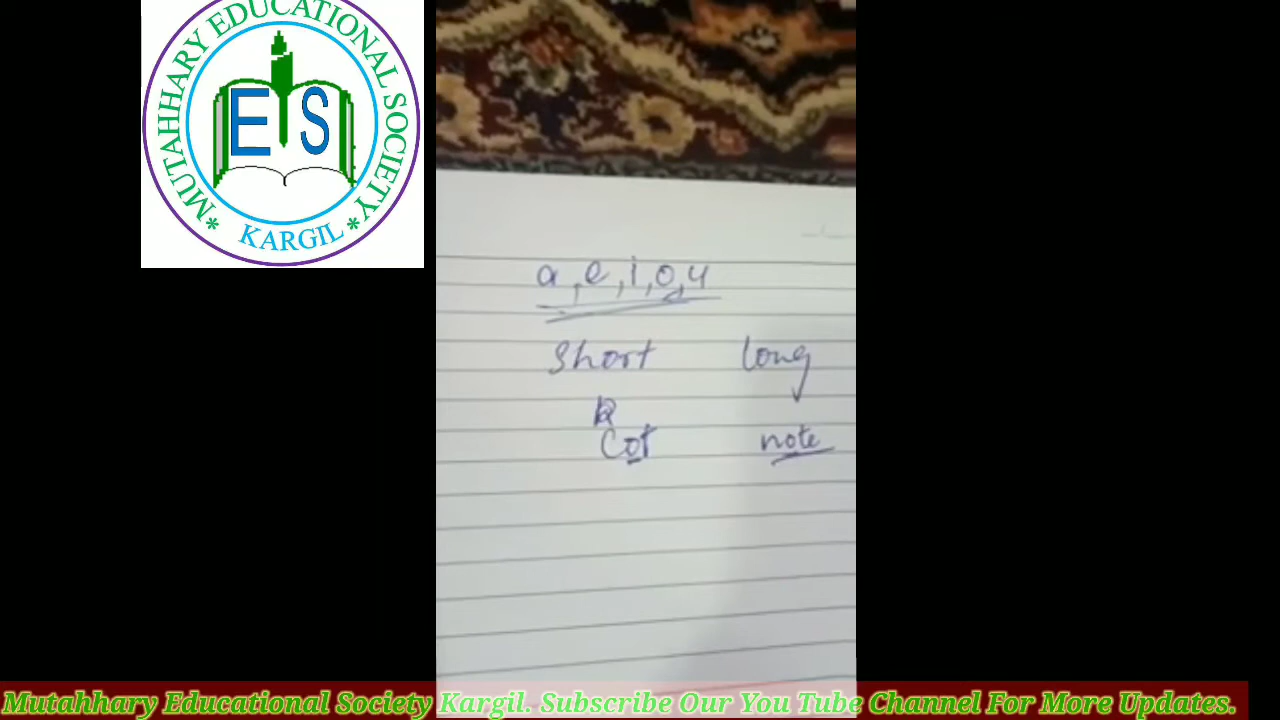 MUTAHHARY EDUCATIONAL SOCIETY
E S
* KARGIL *
a, e, i, o, u
Short long
Cot note
Mutahhary Educational Society Kargil. Subscribe Our You Tube Channel For More Updates.